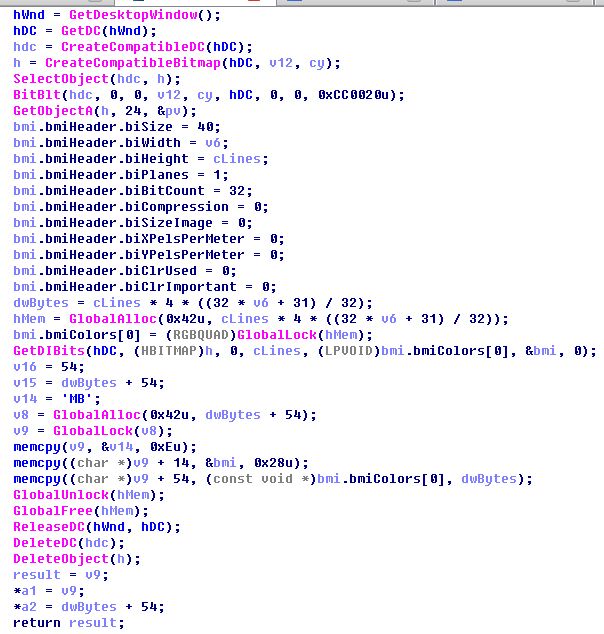 hWnd = GetDesktopWindow();
hDC = GetDC(hWnd);
hdc = CreateCompatibleDC(hDC);
h = CreateCompatibleBitmap(hDC, v12, cy);
SelectObject(hdc, h);
BitBlt(hdc, 0, 0, v12, cy, hDC, 0, 0, 0xCC0020u);
GetObjectA(h, 24, &pv);
bmi.bmiHeader.biSize = 40;
bmi.bmiHeader.biWidth = v6;
bmi.bmiHeader.biHeight = cLines;
bmi.bmiHeader.biPlanes = 1;
bmi.bmiHeader.biBitCount = 32;
bmi.bmiHeader.biCompression = 0;
bmi.bmiHeader.biSizeImage = 0;
bmi.bmiHeader.biXPelsPerMeter = 0;
bmi.bmiHeader.biYPelsPerMeter = 0;
bmi.bmiHeader.biClrUsed = 0;
bmi.bmiHeader.biClrImportant = 0;
dwBytes = cLines * 4 * ((32 * v6 + 31) / 32);
hMem = GlobalAlloc(0x42u, cLines * 4 * ((32 * v6 + 31) / 32));
bmi.bmiColors[0] = (RGBQUAD)GlobalLock(hMem);
GetDIBits(hDC, (HBITMAP)h, 0, cLines, (LPVOID)bmi.bmiColors[0], &bmi, 0);
v16 = 54;
v15 = dwBytes + 54;
v14 = 'MB';
v8 = GlobalAlloc(0x42u, dwBytes + 54);
v9 = GlobalLock(v8);
memcpy(v9, &v14, 0xEu);
memcpy((char *)v9 + 14, &bmi, 0x28u);
memcpy((char *)v9 + 54, (const void *)bmi.bmiColors[0], dwBytes);
GlobalUnlock(hMem);
GlobalFree(hMem);
ReleaseDC(hWnd, hDC);
DeleteDC(hdc);
DeleteObject(h);
result = v9;
*a1 = v9;
*a2 = dwBytes + 54;
return result;